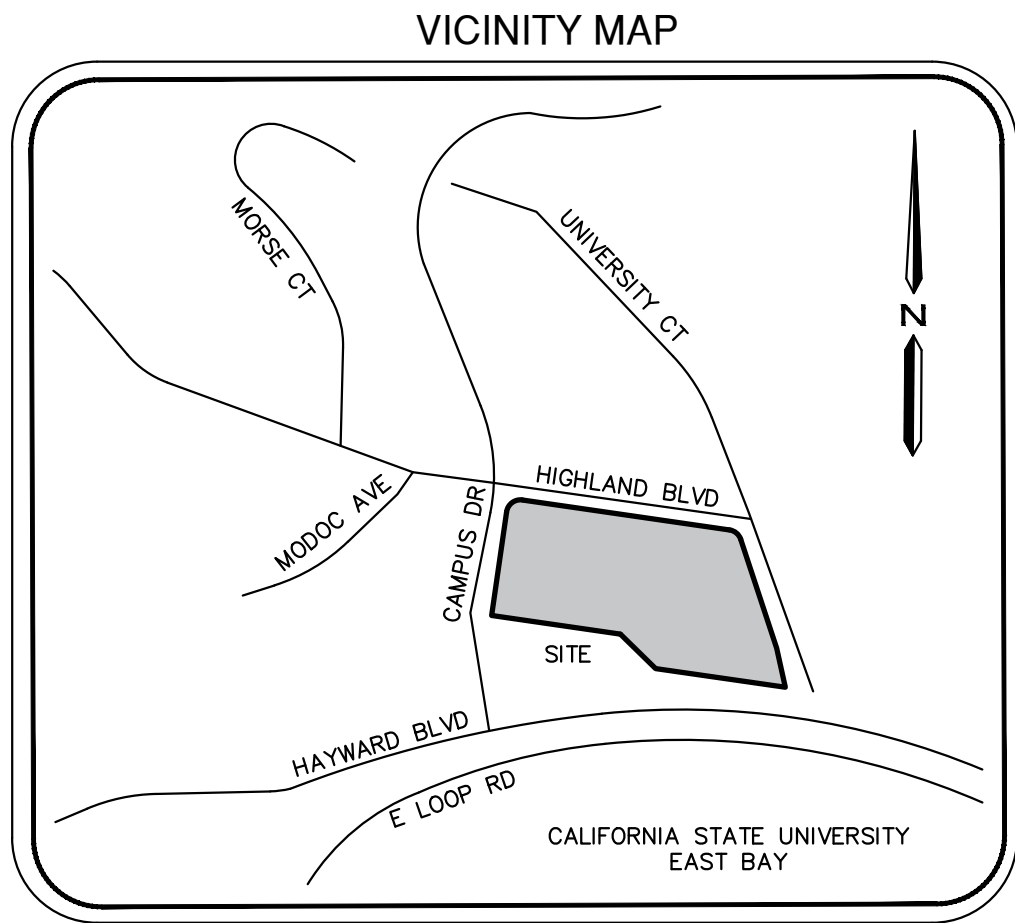 VICINITY MAP
MORSE CT
UNIVERSITY CT
N
HIGHLAND BLVD
MODOC AVE
CAMPUS DR
SITE
HAYWARD BLVD
E LOOP RD
CALIFORNIA STATE UNIVERSITY
EAST BAY